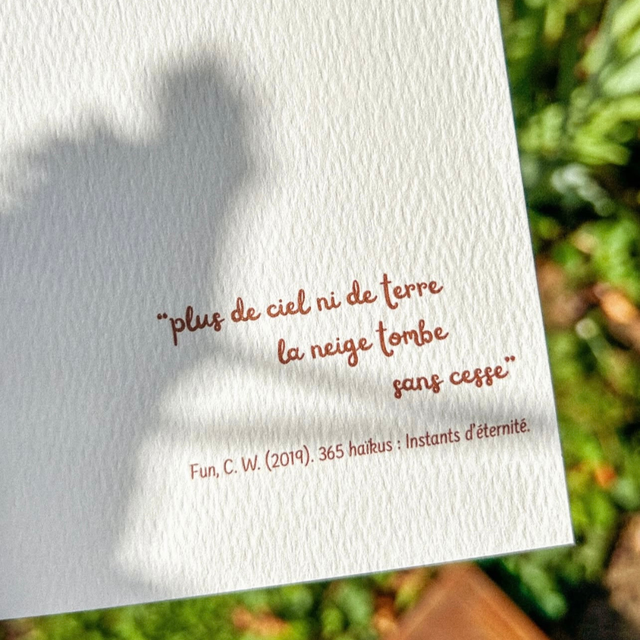 “plus de ciel ni de terre
la neige tombe
sans cesse”
Fun, C. W. (2019). 365 haïkus : Instants d’éternité.